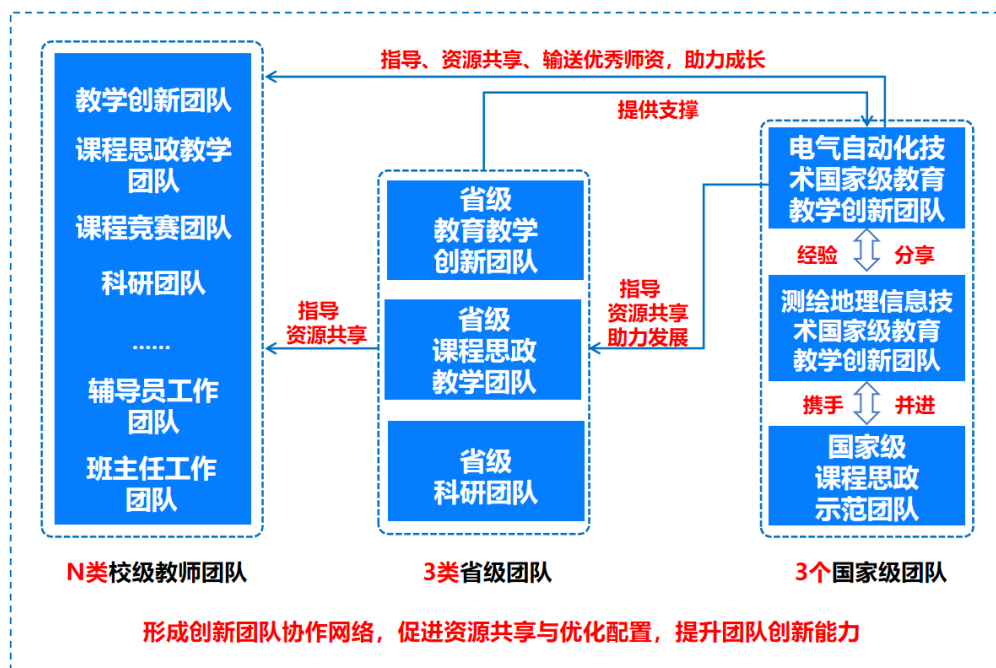 指导、资源共享、输送优秀师资，助力成长
提供支撑
教学创新团队
课程思政教学
团队
课程竞赛团队
科研团队
......
辅导员工作
团队
班主任工作
团队
指导
资源共享
省级
教育教学
创新团队
省级
课程思政
教学团队
省级
科研团队
指导
资源共享
助力发展
电气自动化技
术国家级教育
教学创新团队
经验 分享
测绘地理信息技
术国家级教育
教学创新团队
携手 并进
国家级
课程思政
示范团队
N类校级教师团队
3类省级团队
3个国家级团队
形成创新团队协作网络，促进资源共享与优化配置，提升团队创新能力